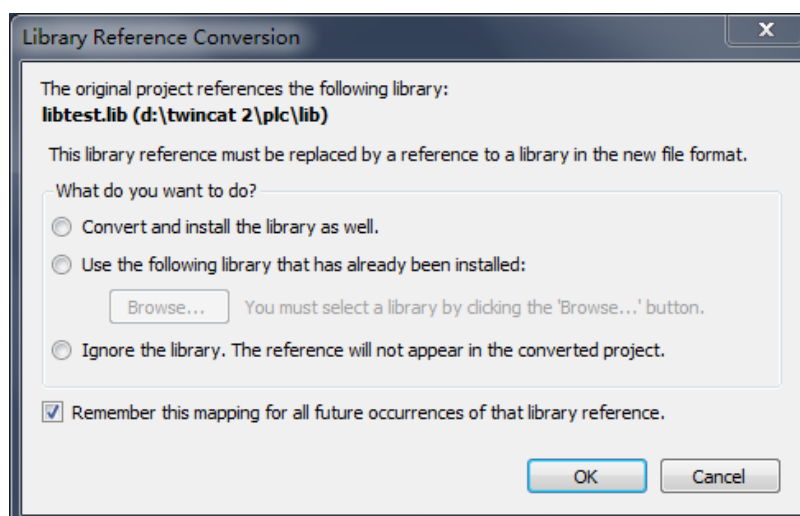 Library Reference Conversion
The original project references the following library:
libtest.lib (d:\twincat 2\plc\lib)
This library reference must be replaced by a reference to a library in the new file format.
What do you want to do?
Convert and install the library as well.
Use the following library that has already been installed:
Browse... You must select a library by clicking the 'Browse...' button.
Ignore the library. The reference will not appear in the converted project.
Remember this mapping for all future occurrences of that library reference.
OK Cancel